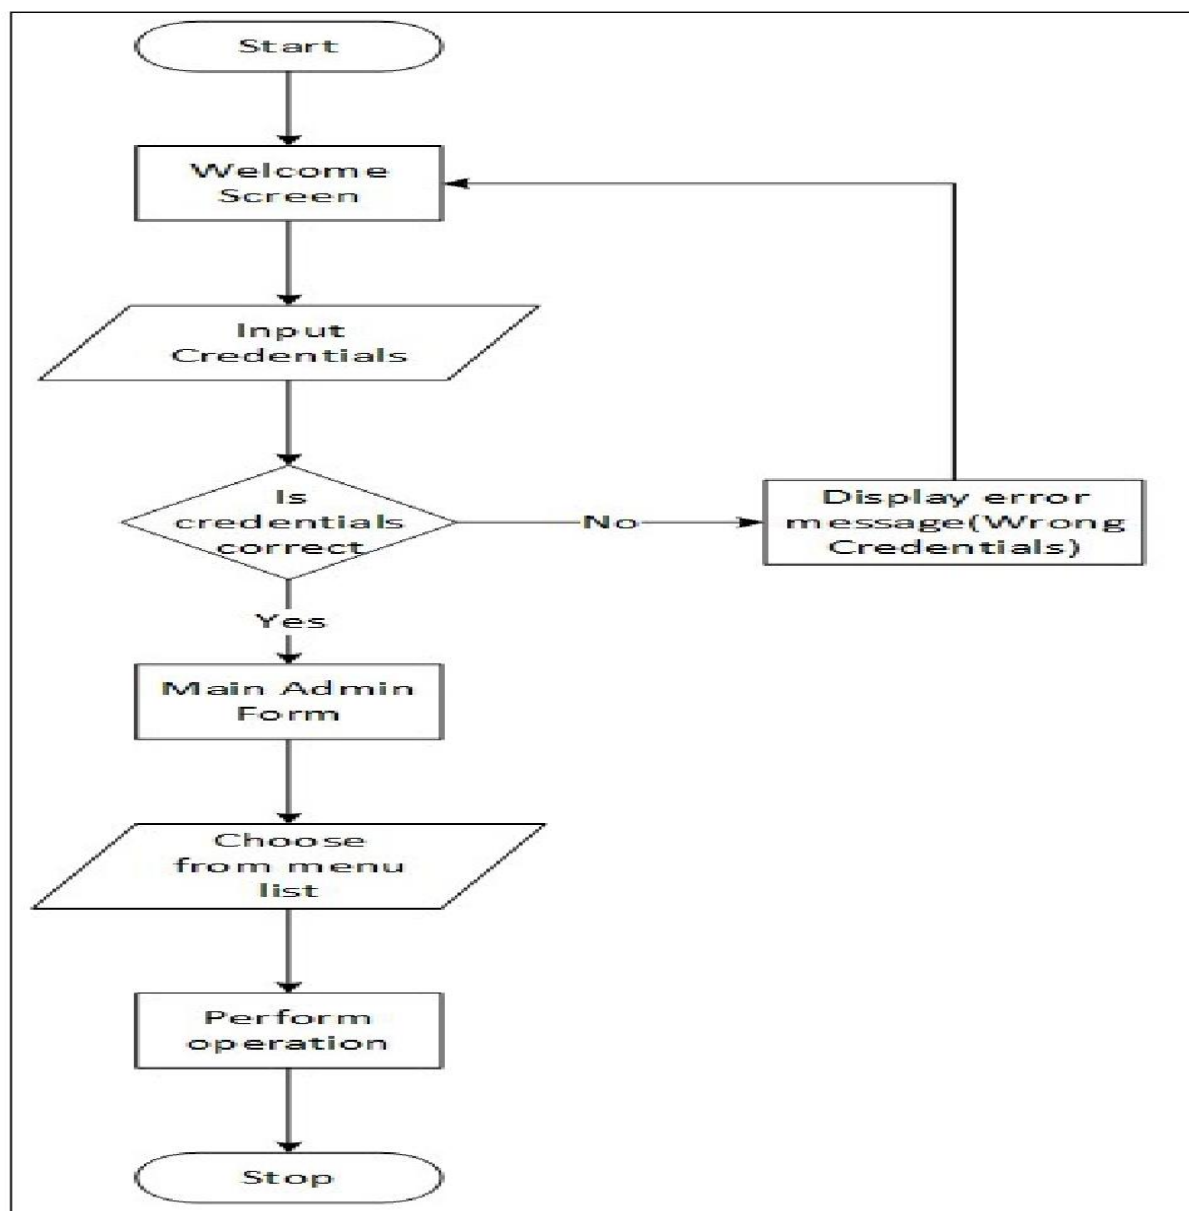 Start
Welcome
Screen
Input
Credentials
Is
credentials
correct
No
Display error
message(Wrong
Credentials)
Yes
Main Admin
Form
Choose
from menu
list
Perform
operation
Stop